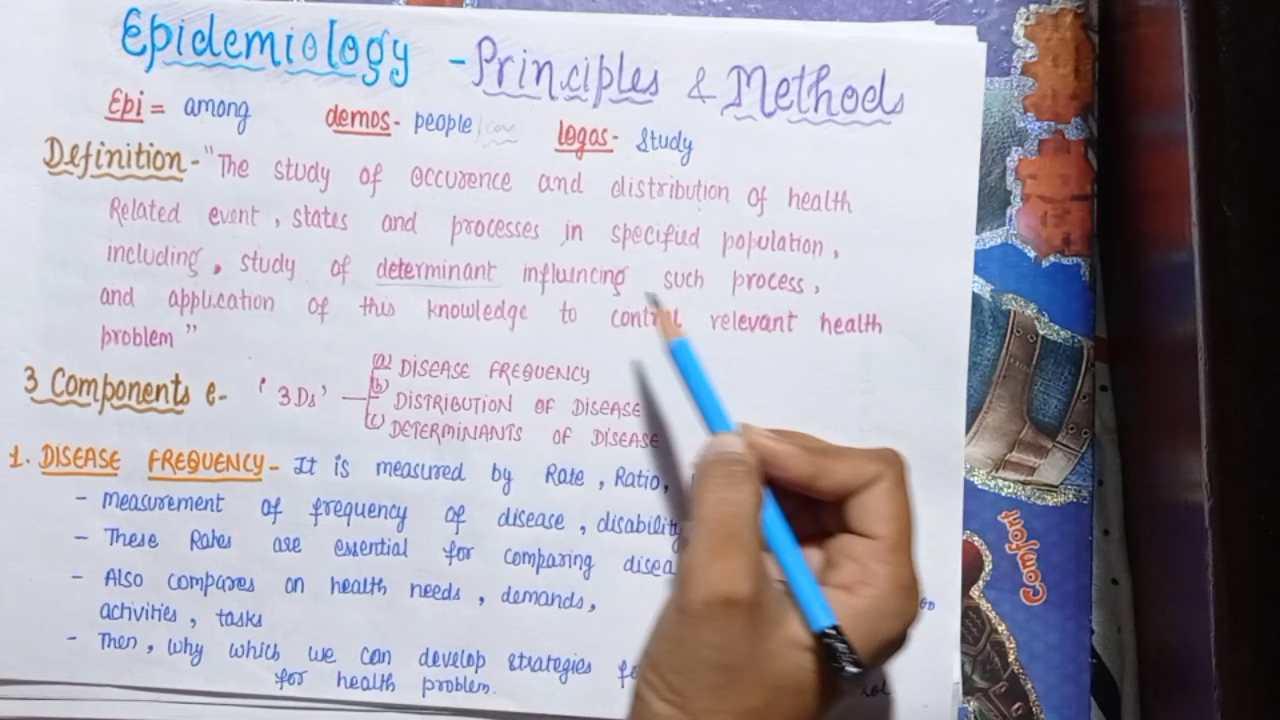 Epidemiology - Principles & Methods
Epi = among demos - people logos - Study
Definition - "The study of occurence and distribution of health
Related event, states and processes in specified population,
including, study of determinant influencing such process,
and application of this knowledge to control relevant health
problem"
3 Components :- '3Ds' (a) DISEASE FREQUENCY
(b) DISTRIBUTION OF DISEASE
(c) DETERMINANTS OF DISEASE
1. DISEASE FREQUENCY - It is measured by Rate, Ratio,
- Measurement of frequency of disease, disability
- These Rates are essential for comparing
- Also compares on health needs, demands,
activities, tasks
- Then, why which we can develop strategies
for health problem.
Comfort